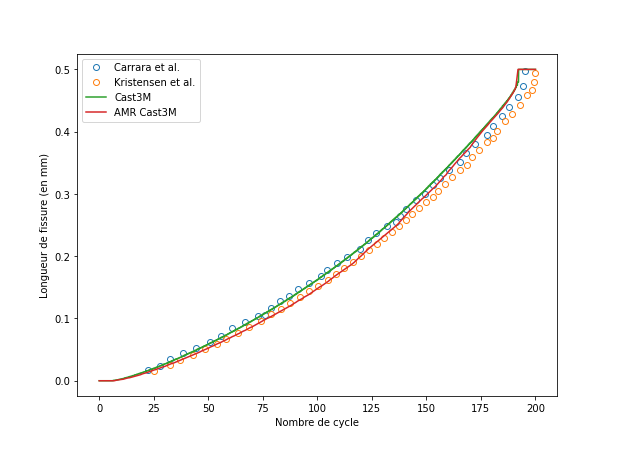 Carrara et al.
Kristensen et al.
Cast3M
AMR Cast3M
Longueur de fissure (en mm)
0.5
0.4
0.3
0.2
0.1
0.0
0 25 50 75 100 125 150 175 200
Nombre de cycle